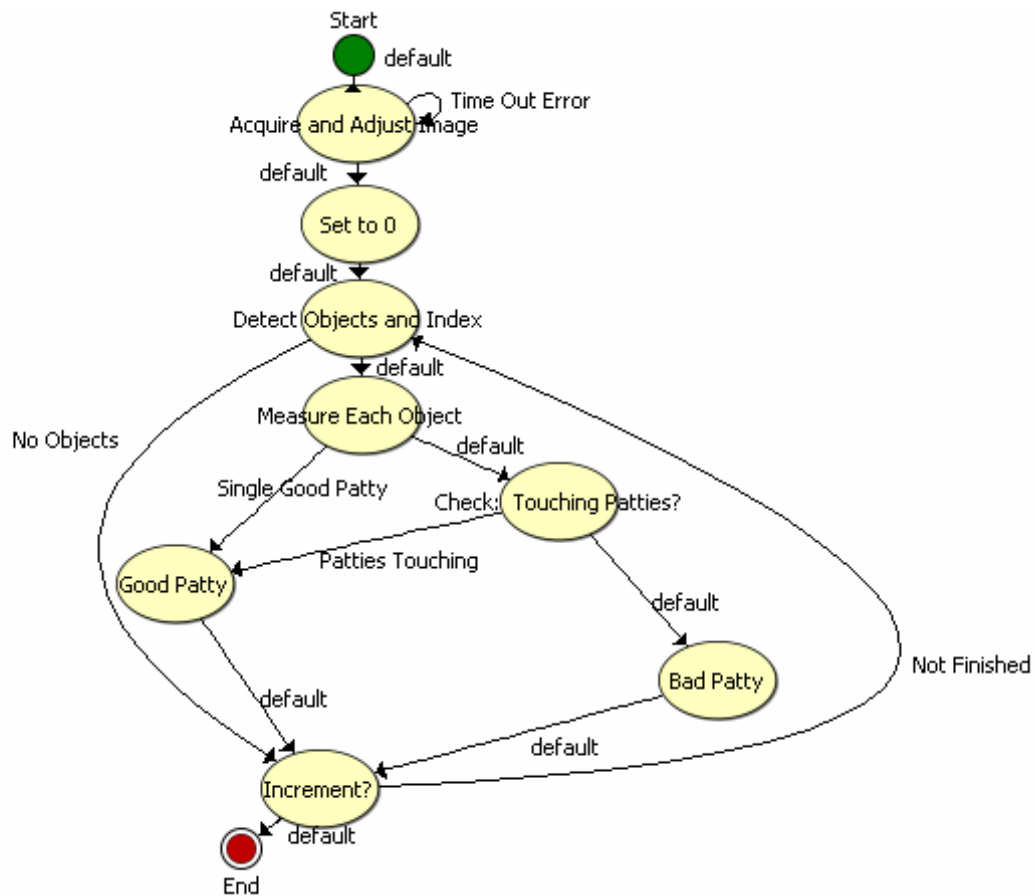 Start
default
Time Out Error
Acquire and Adjust Image
default
Set to 0
default
Detect Objects and Index
default
Measure Each Object
No Objects
default
Single Good Patty
Check: Touching Patties?
Patties Touching
Good Patty
default
Not Finished
Bad Patty
default
default
Increment?
default
End